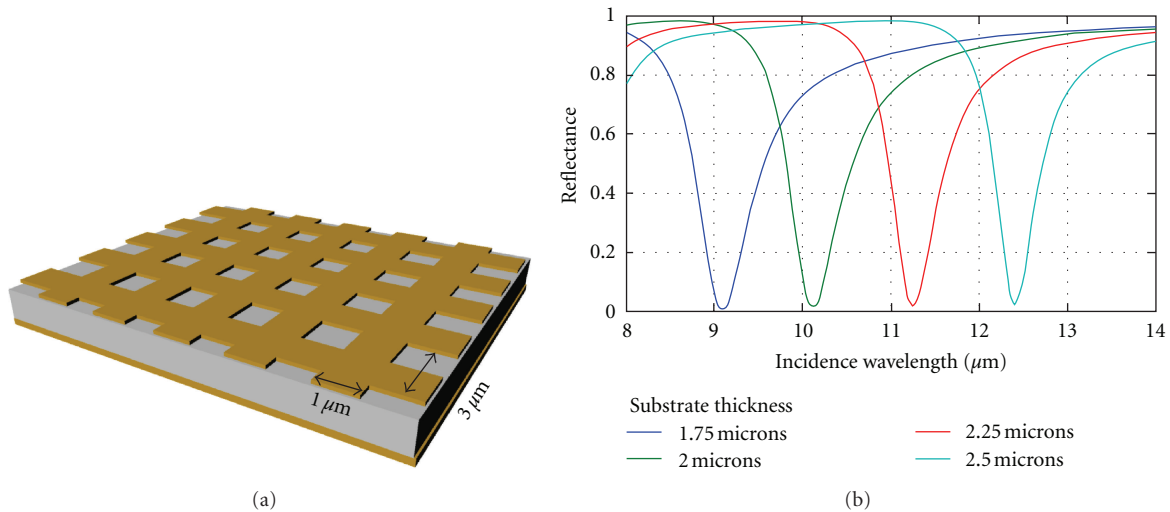 1 μm
3 μm
(a)
1
0.8
0.6
0.4
0.2
0
Reflectance
8 9 10 11 12 13 14
Incidence wavelength (μm)
Substrate thickness
1.75 microns
2 microns
2.25 microns
2.5 microns
(b)